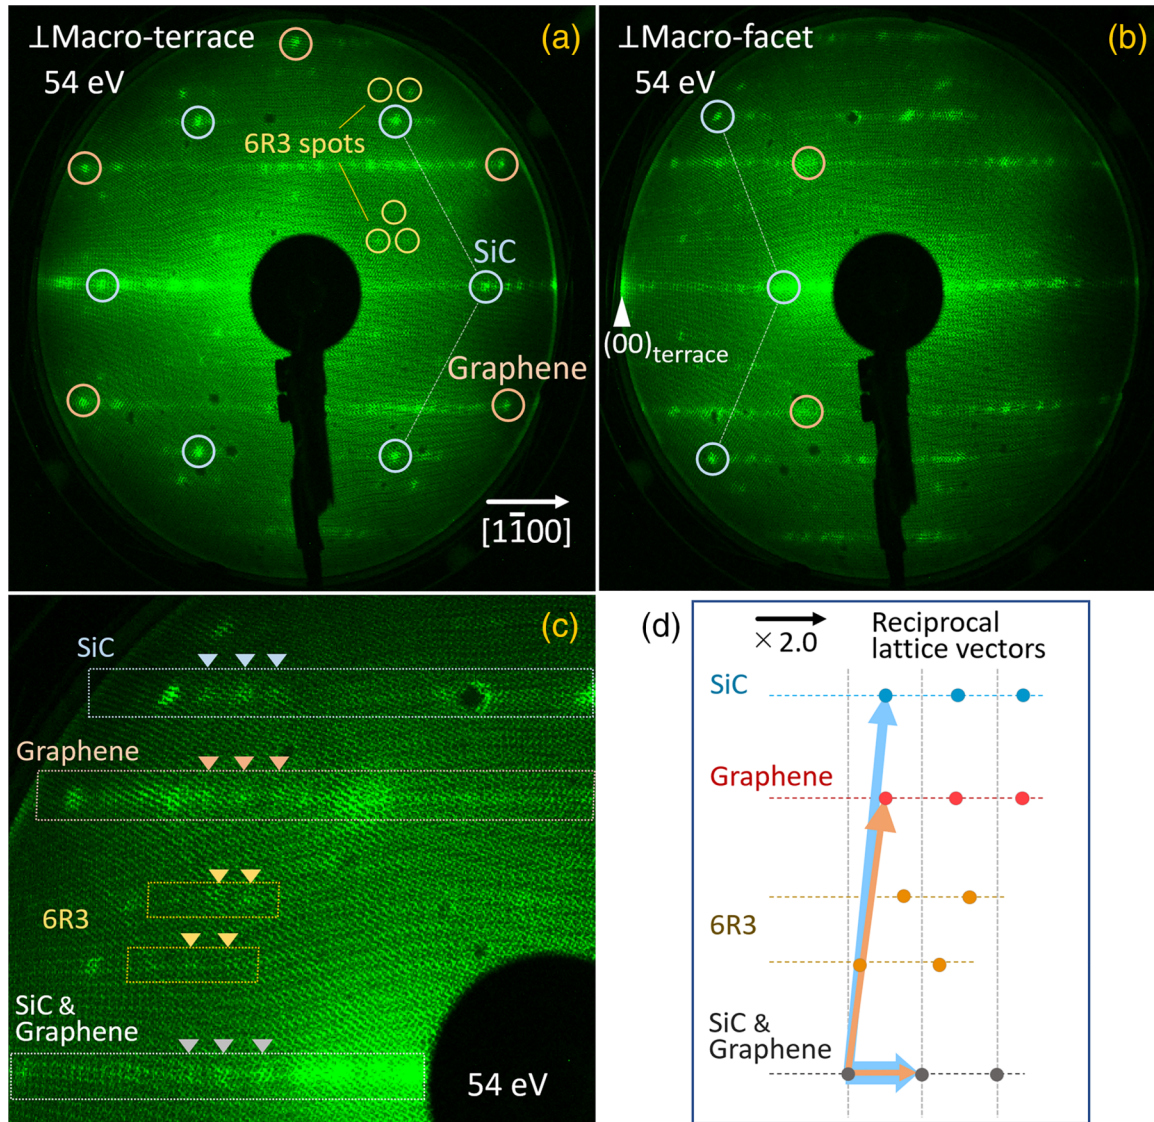 ⊥Macro-terrace
54 eV
(a)
6R3 spots
SiC
Graphene
[11̅00]
⊥Macro-facet
54 eV
(b)
(00)terrace
(c)
SiC
Graphene
6R3
SiC &
Graphene
54 eV
(d)
× 2.0
Reciprocal
lattice vectors
SiC
Graphene
6R3
SiC &
Graphene